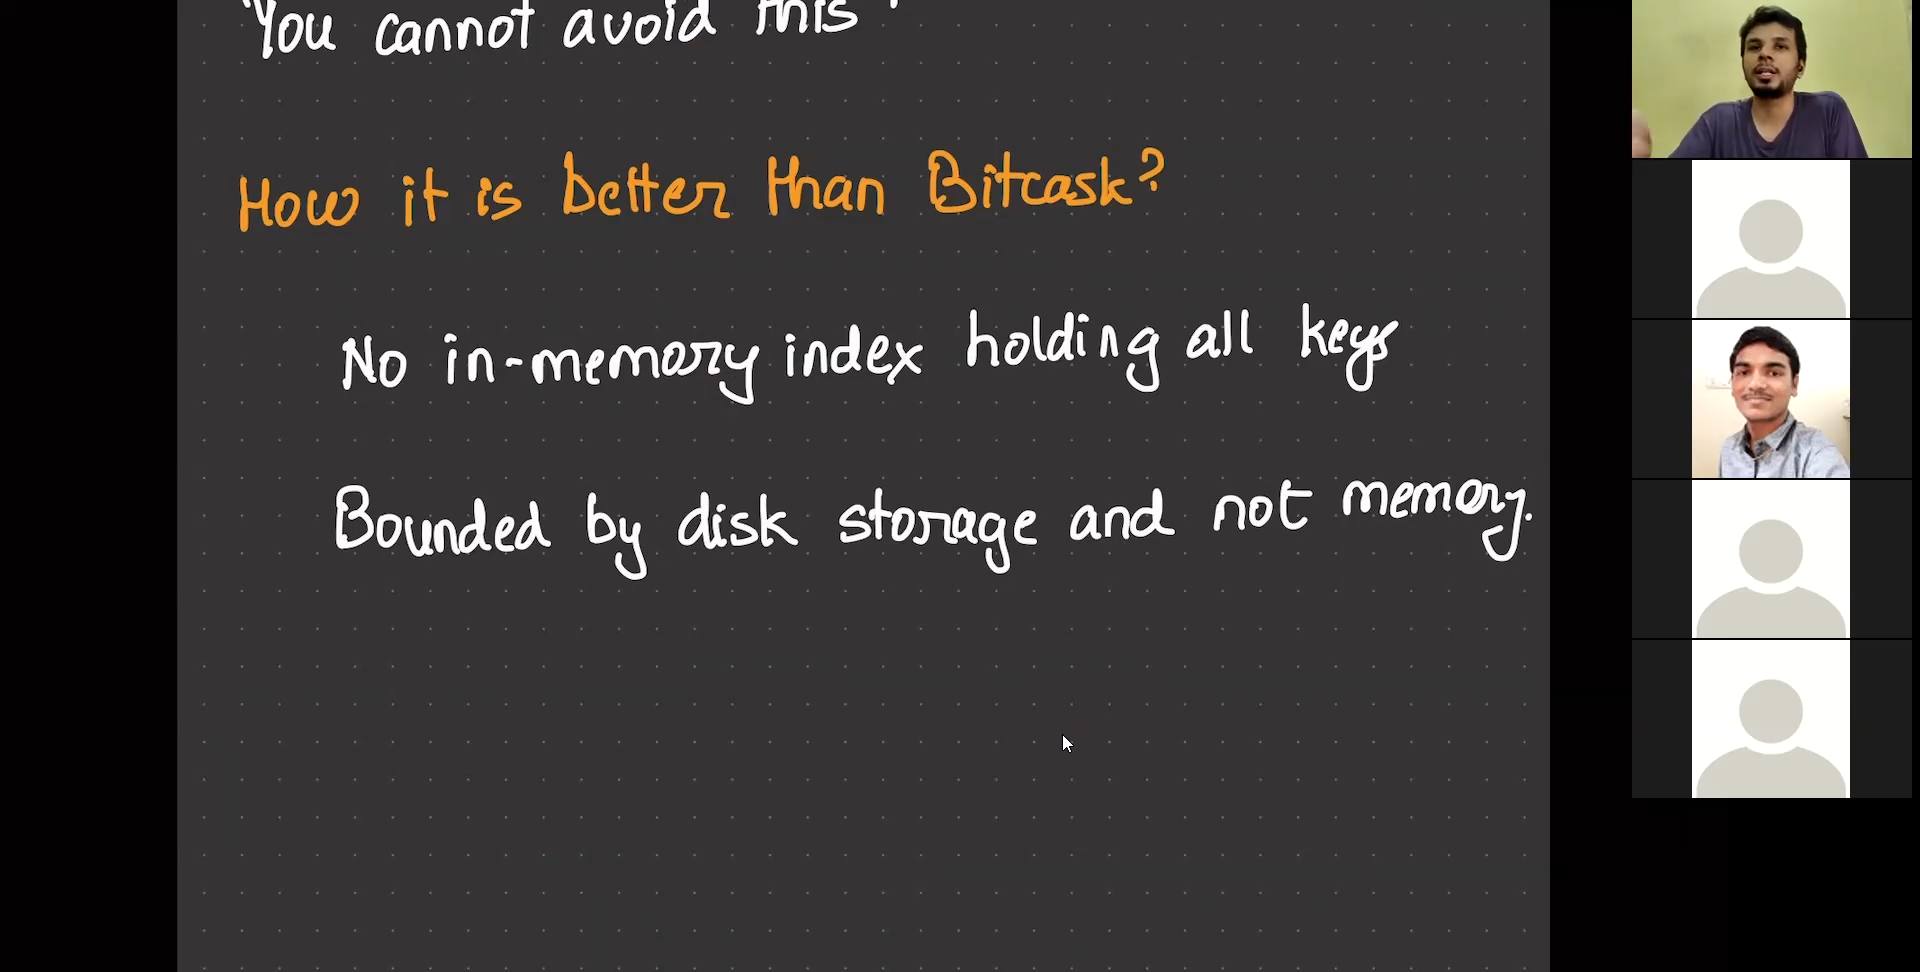 "You cannot avoid this"
How it is better than Bitcask?
No in-memory index holding all keys
Bounded by disk storage and not memory.